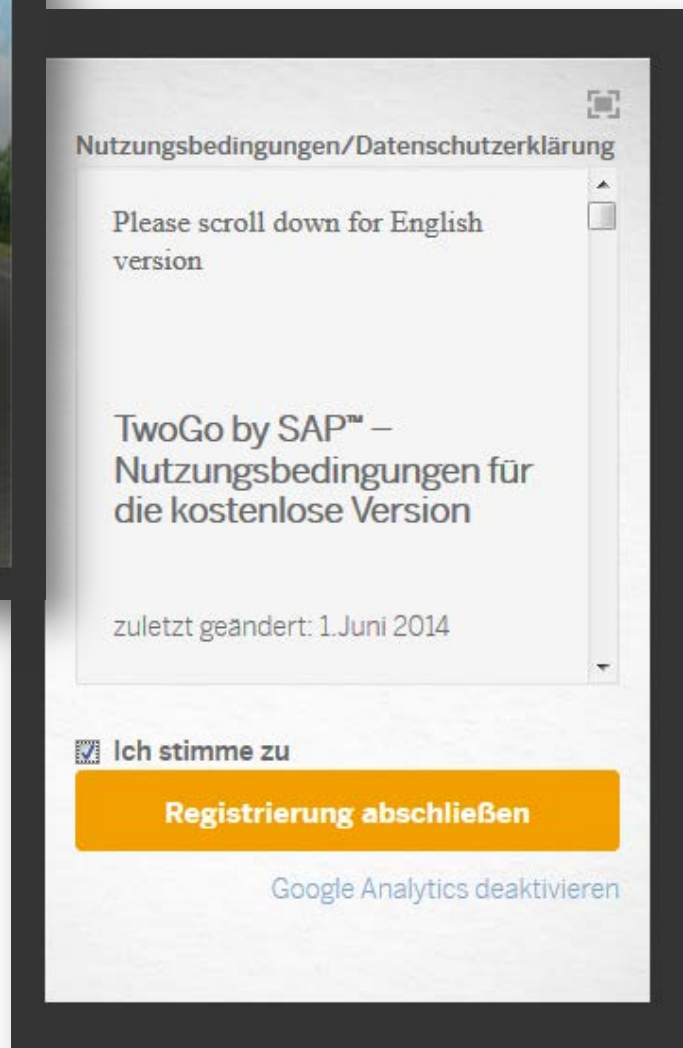 Nutzungsbedingungen/Datenschutzerklärung
Please scroll down for English
version
TwoGo by SAP™ –
Nutzungsbedingungen für
die kostenlose Version
zuletzt geändert: 1.Juni 2014
Ich stimme zu
Registrierung abschließen
Google Analytics deaktivieren